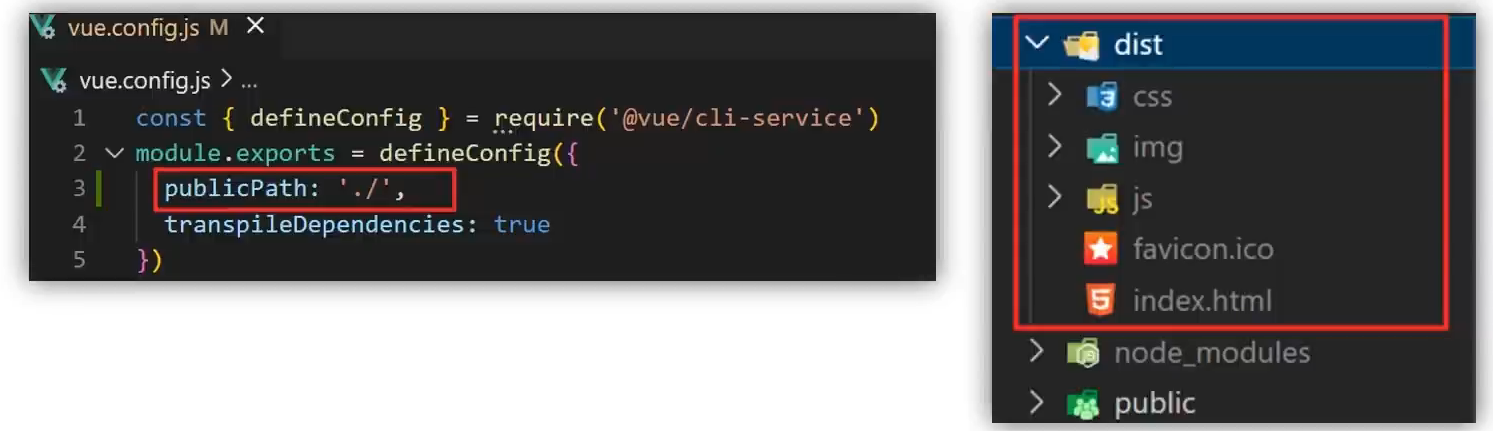 vue.config.js M ×
vue.config.js > ...
1 const { defineConfig } = require('@vue/cli-service')
2 module.exports = defineConfig({
3 publicPath: './',
4 transpileDependencies: true
5 })
dist
css
img
js
favicon.ico
index.html
node_modules
public